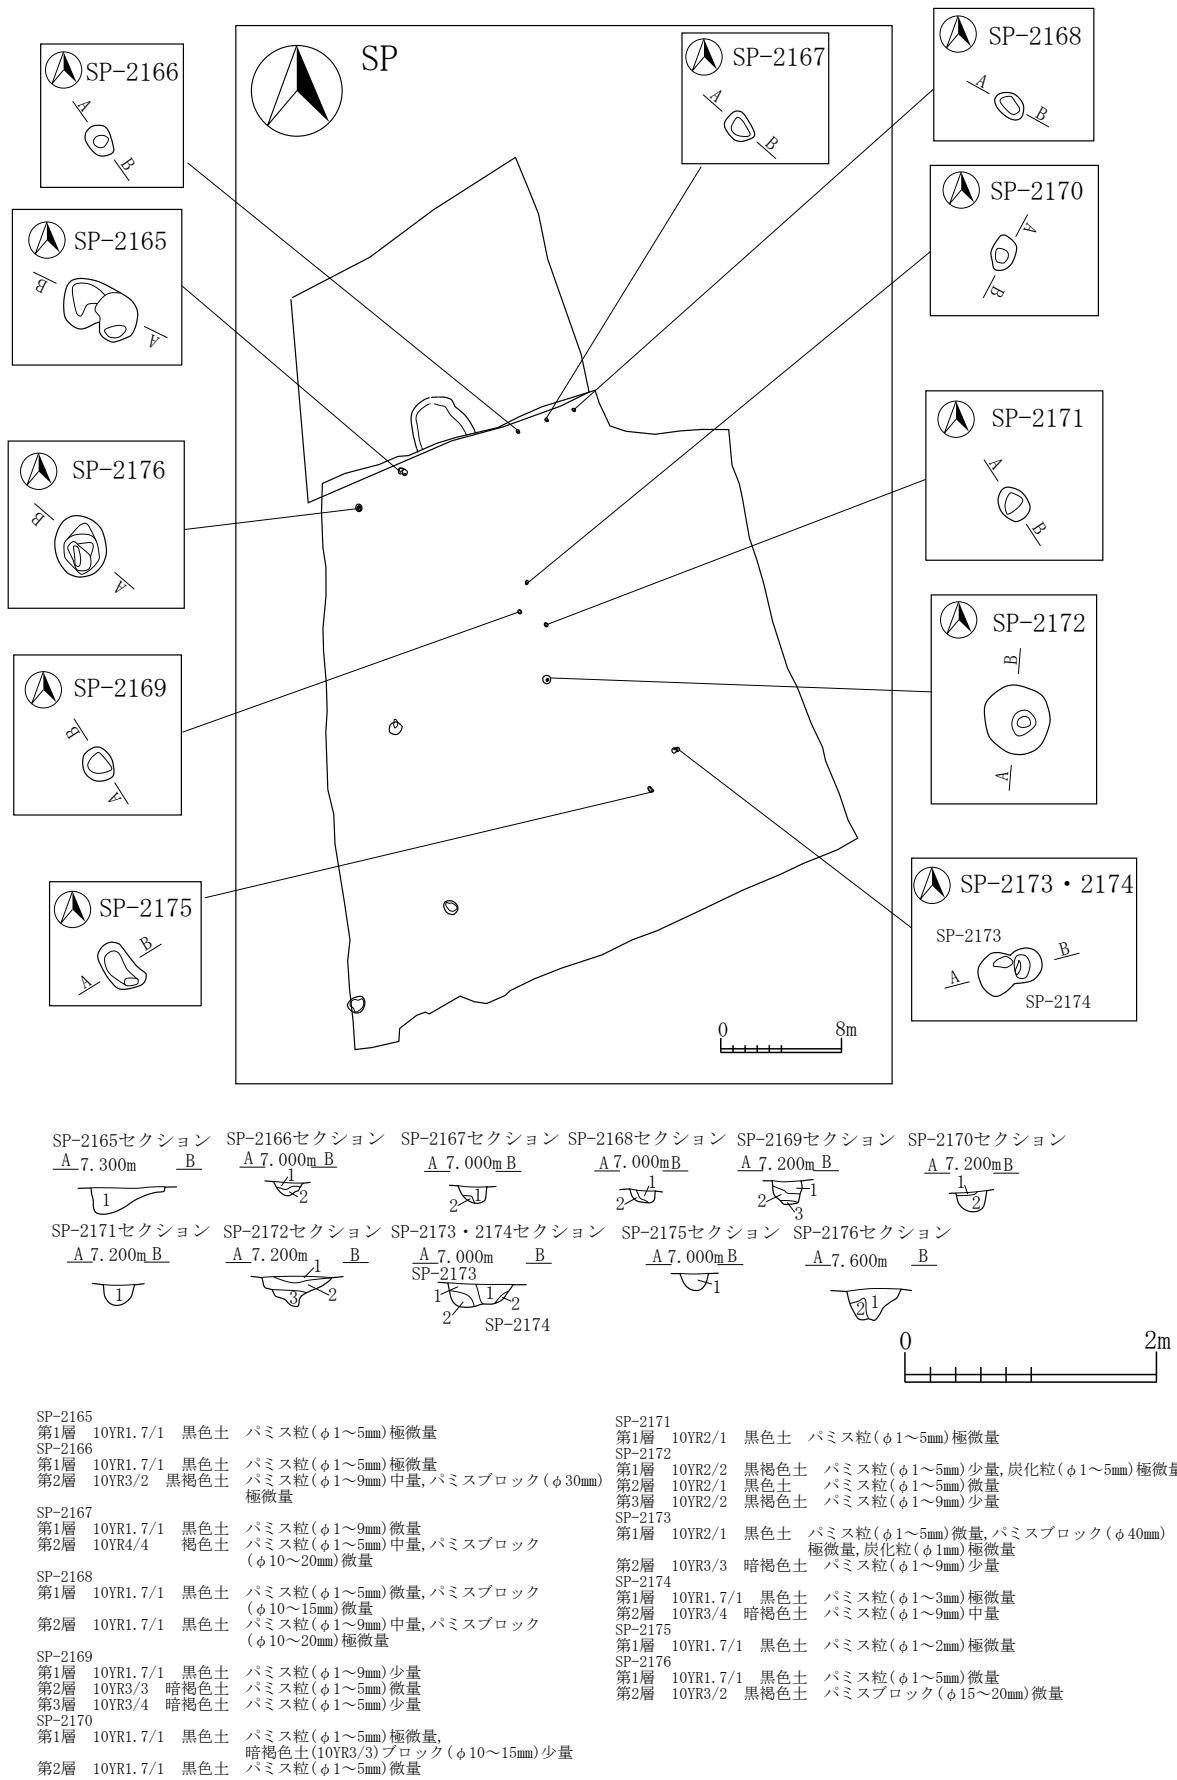 SP
SP-2166
A
B
SP-2167
A
B
SP-2168
A
B
SP-2165
B
A
SP-2170
A
B
SP-2176
B
A
SP-2171
A
B
SP-2169
B
A
SP-2172
B
A
SP-2175
A
B
SP-2173・2174
SP-2173
A
B
SP-2174
0 8m
SP-2165セクション
A 7.300m B
1
SP-2166セクション
A 7.000m B
1
2
SP-2167セクション
A 7.000m B
2 1
SP-2168セクション
A 7.000m B
2 1
SP-2169セクション
A 7.200m B
2 1
3
SP-2170セクション
A 7.200m B
1
2
SP-2171セクション
A 7.200m B
1
SP-2172セクション
A 7.200m B
1
3 2
SP-2173・2174セクション
A 7.000m B
SP-2173
1 1
2 2
SP-2174
SP-2175セクション
A 7.000m B
1
SP-2176セクション
A 7.600m B
2 1
0 2m
SP-2165
第1層 10YR1.7/1 黒色土 パミス粒(φ1～5㎜)極微量
SP-2166
第1層 10YR1.7/1 黒色土 パミス粒(φ1～5㎜)極微量
第2層 10YR3/2 黒褐色土 パミス粒(φ1～9㎜)中量,パミスブロック(φ30㎜)
極微量
SP-2167
第1層 10YR1.7/1 黒色土 パミス粒(φ1～9㎜)微量
第2層 10YR4/4 褐色土 パミス粒(φ1～5㎜)中量,パミスブロック
(φ10～20㎜)微量
SP-2168
第1層 10YR1.7/1 黒色土 パミス粒(φ1～5㎜)微量,パミスブロック
(φ10～15㎜)微量
第2層 10YR1.7/1 黒色土 パミス粒(φ1～9㎜)中量,パミスブロック
(φ10～20㎜)極微量
SP-2169
第1層 10YR1.7/1 黒色土 パミス粒(φ1～9㎜)少量
第2層 10YR3/3 暗褐色土 パミス粒(φ1～5㎜)微量
第3層 10YR3/4 暗褐色土 パミス粒(φ1～5㎜)少量
SP-2170
第1層 10YR1.7/1 黒色土 パミス粒(φ1～5㎜)極微量,
暗褐色土(10YR3/3)ブロック(φ10～15㎜)少量
第2層 10YR1.7/1 黒色土 パミス粒(φ1～5㎜)微量
SP-2171
第1層 10YR2/1 黒色土 パミス粒(φ1～5㎜)極微量
SP-2172
第1層 10YR2/2 黒褐色土 パミス粒(φ1～5㎜)少量,炭化粒(φ1～5㎜)極微量
第2層 10YR2/1 黒色土 パミス粒(φ1～5㎜)微量
第3層 10YR2/2 黒褐色土 パミス粒(φ1～9㎜)少量
SP-2173
第1層 10YR2/1 黒色土 パミス粒(φ1～5㎜)微量,パミスブロック(φ40㎜)
極微量,炭化粒(φ1㎜)極微量
第2層 10YR3/3 暗褐色土 パミス粒(φ1～9㎜)少量
SP-2174
第1層 10YR1.7/1 黒色土 パミス粒(φ1～3㎜)極微量
第2層 10YR3/4 暗褐色土 パミス粒(φ1～9㎜)中量
SP-2175
第1層 10YR1.7/1 黒色土 パミス粒(φ1～2㎜)極微量
SP-2176
第1層 10YR1.7/1 黒色土 パミス粒(φ1～5㎜)微量
第2層 10YR3/2 黒褐色土 パミスブロック(φ15～20㎜)微量